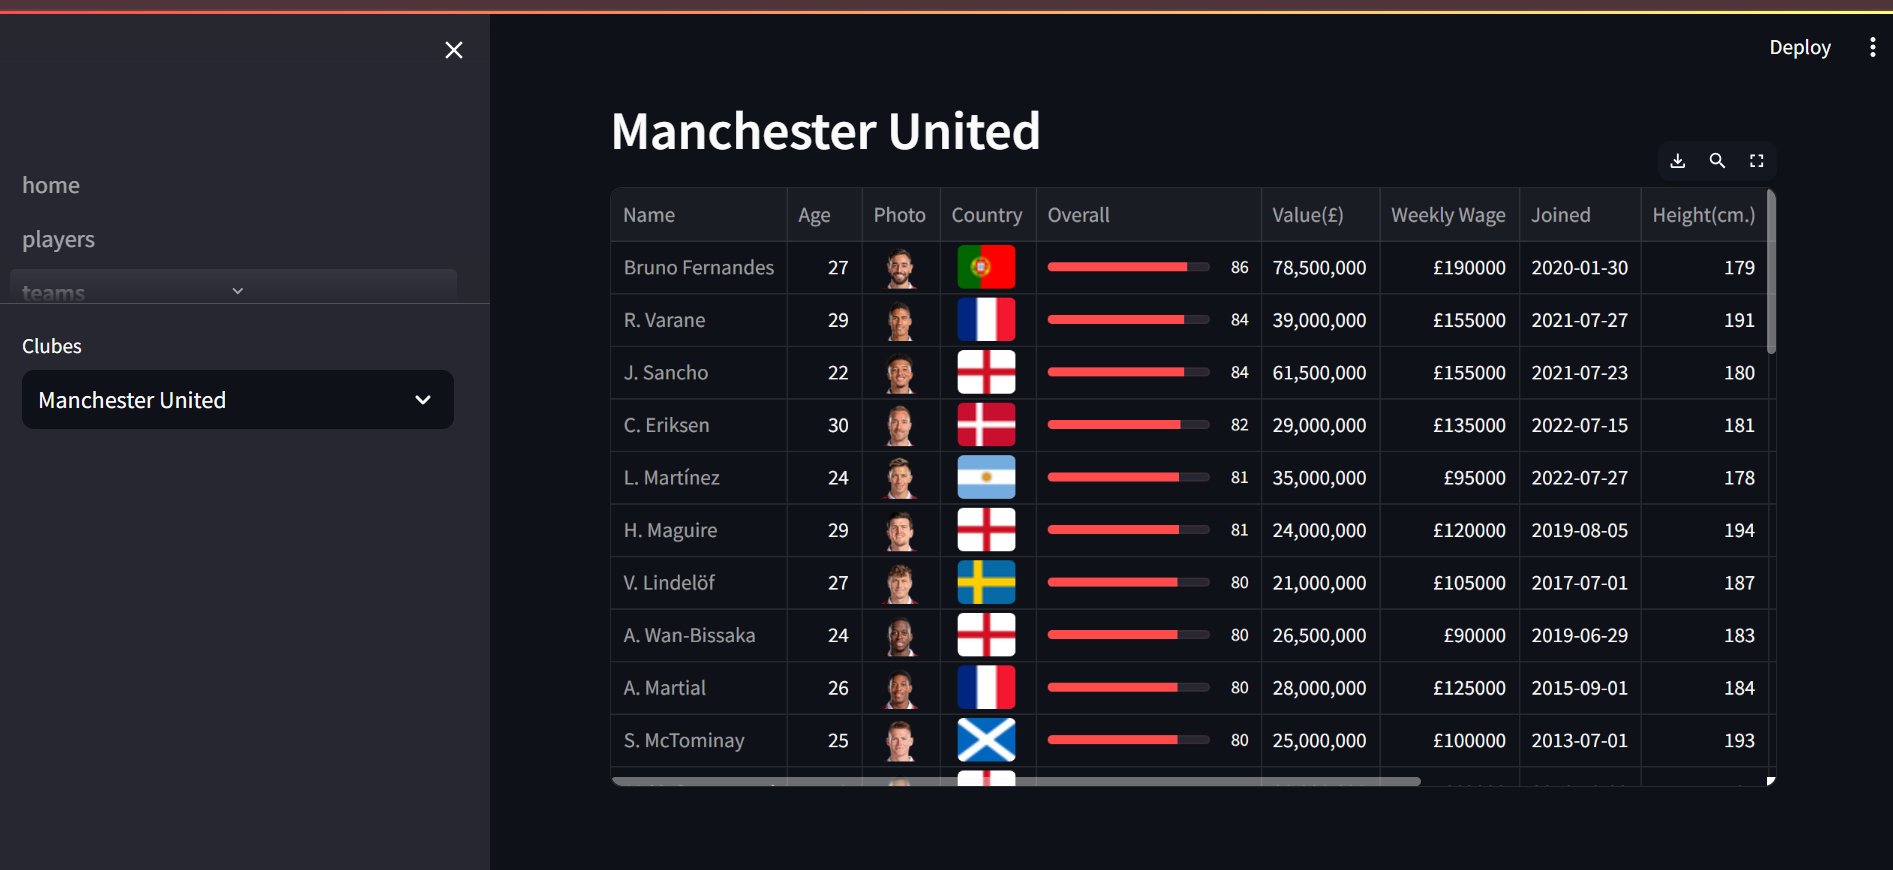 Deploy
home
players
teams
Clubes
Manchester United
Manchester United
Name Age Photo Country Overall Value(£) Weekly Wage Joined Height(cm.)
Bruno Fernandes 27 86 78,500,000 £190000 2020-01-30 179
R. Varane 29 84 39,000,000 £155000 2021-07-27 191
J. Sancho 22 84 61,500,000 £155000 2021-07-23 180
C. Eriksen 30 82 29,000,000 £135000 2022-07-15 181
L. Martínez 24 81 35,000,000 £95000 2022-07-27 178
H. Maguire 29 81 24,000,000 £120000 2019-08-05 194
V. Lindelöf 27 80 21,000,000 £105000 2017-07-01 187
A. Wan-Bissaka 24 80 26,500,000 £90000 2019-06-29 183
A. Martial 26 80 28,000,000 £125000 2015-09-01 184
S. McTominay 25 80 25,000,000 £100000 2013-07-01 193